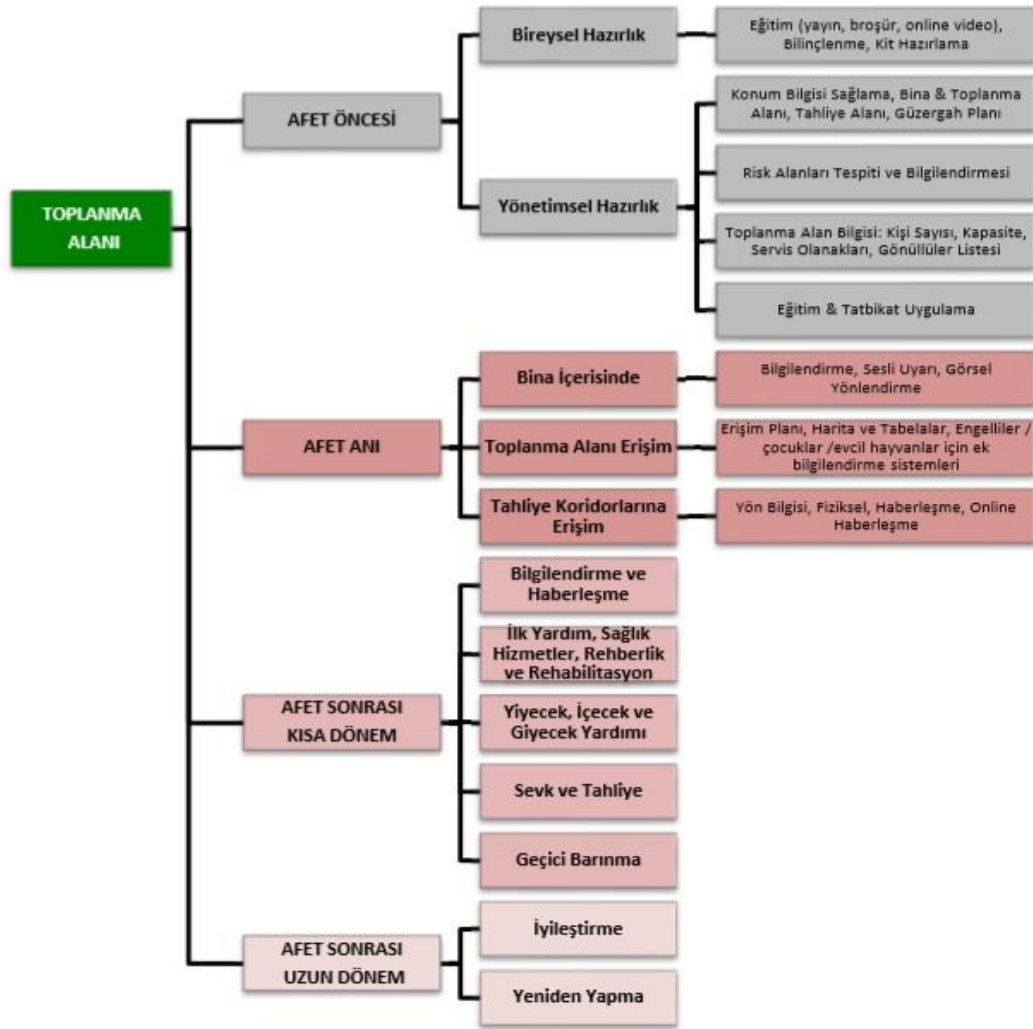 TOPLANMA
ALANI
AFET ÖNCESİ
Bireysel Hazırlık
Eğitim (yayın, broşür, online video),
Bilinçlenme, Kit Hazırlama
Yönetimsel Hazırlık
Konum Bilgisi Sağlama, Bina & Toplanma
Alanı, Tahliye Alanı, Güzergah Planı
Risk Alanları Tespiti ve Bilgilendirmesi
Toplanma Alan Bilgisi: Kişi Sayısı, Kapasite,
Servis Olanakları, Gönüllüler Listesi
Eğitim & Tatbikat Uygulama
AFET ANI
Bina İçerisinde
Bilgilendirme, Sesli Uyarı, Görsel
Yönlendirme
Toplanma Alanı Erişim
Erişim Planı, Harita ve Tabelalar, Engelliler /
çocuklar /evcil hayvanlar için ek
bilgilendirme sistemleri
Tahliye Koridorlarına
Erişim
Yön Bilgisi, Fiziksel, Haberleşme, Online
Haberleşme
AFET SONRASI
KISA DÖNEM
Bilgilendirme ve
Haberleşme
İlk Yardım, Sağlık
Hizmetler, Rehberlik
ve Rehabilitasyon
Yiyecek, İçecek ve
Giyecek Yardımı
Sevk ve Tahliye
Geçici Barınma
AFET SONRASI
UZUN DÖNEM
İyileştirme
Yeniden Yapma